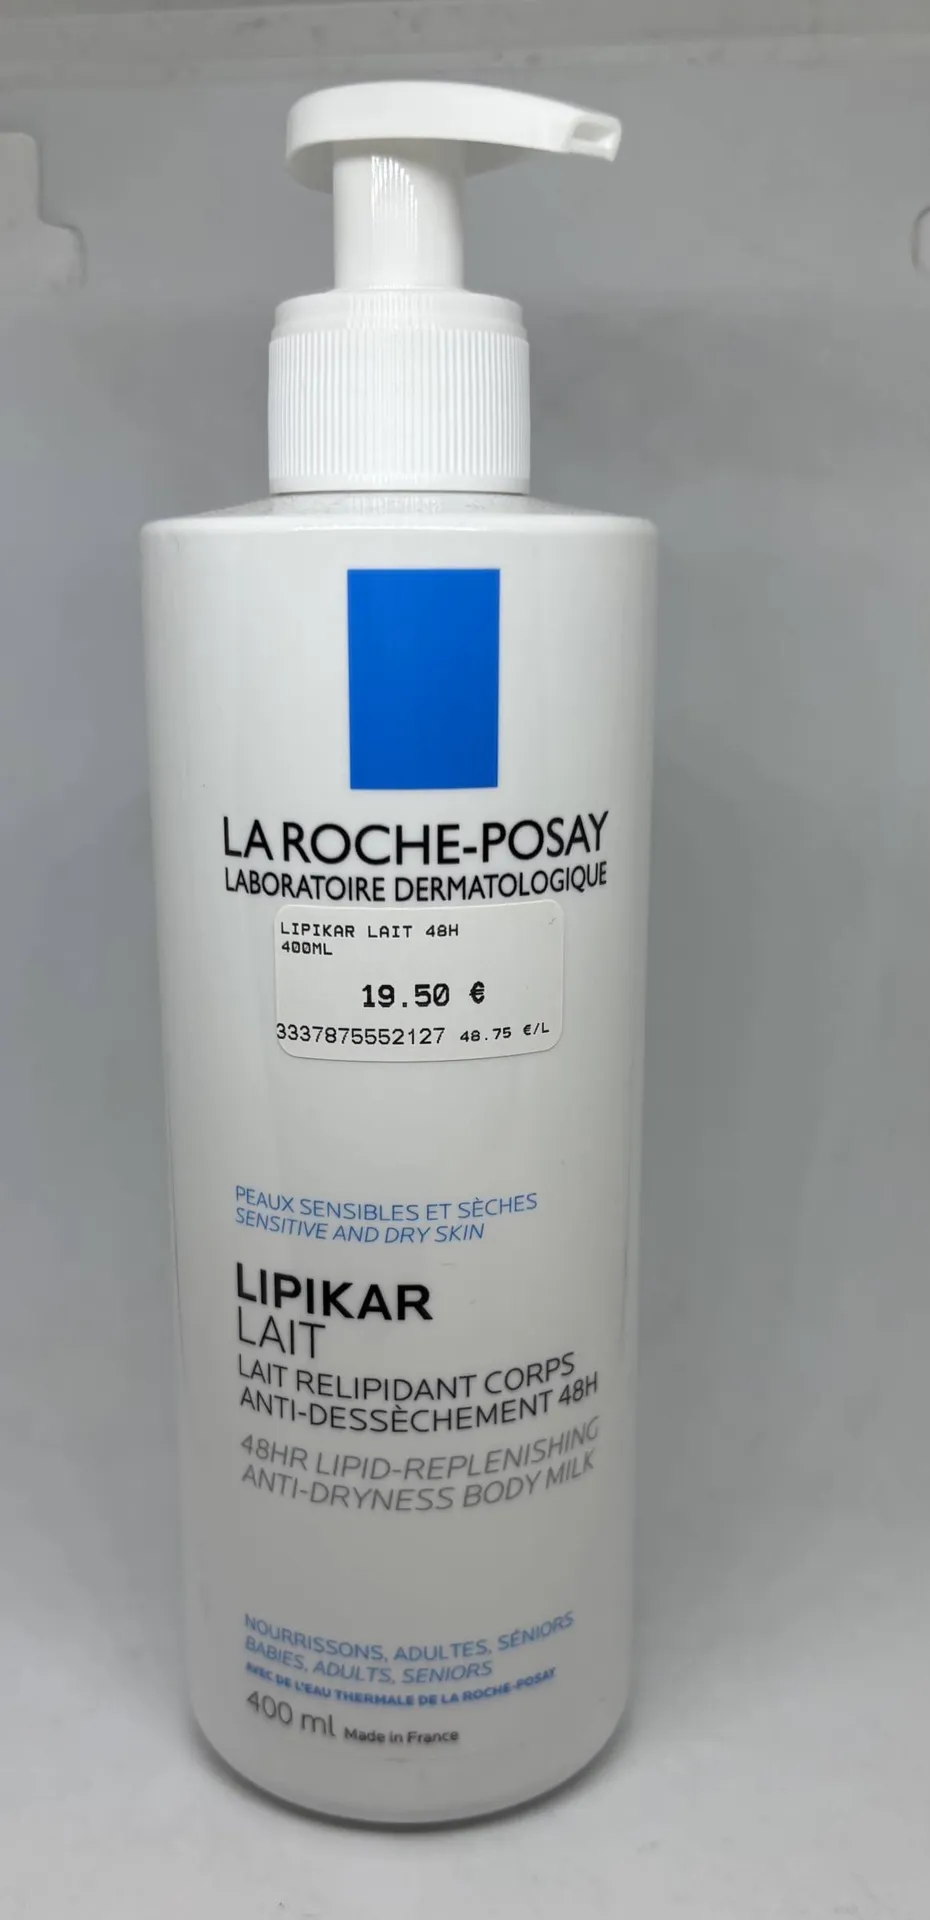 LA ROCHE-POSAY
LABORATOIRE DERMATOLOGIQUE
LIPIKAR LAIT 48H
400ML
19.50 €
3337875552127 48.75 €/L
PEAUX SENSIBLES ET SÈCHES
SENSITIVE AND DRY SKIN
LIPIKAR
LAIT
LAIT RELIPIDANT CORPS
ANTI-DESSÈCHEMENT 48H
48HR LIPID-REPLENISHING
ANTI-DRYNESS BODY MILK
NOURRISSONS, ADULTES, SÉNIORS
BABIES, ADULTS, SENIORS
AVEC DE L'EAU THERMALE DE LA ROCHE-POSAY
400 ml Made in France